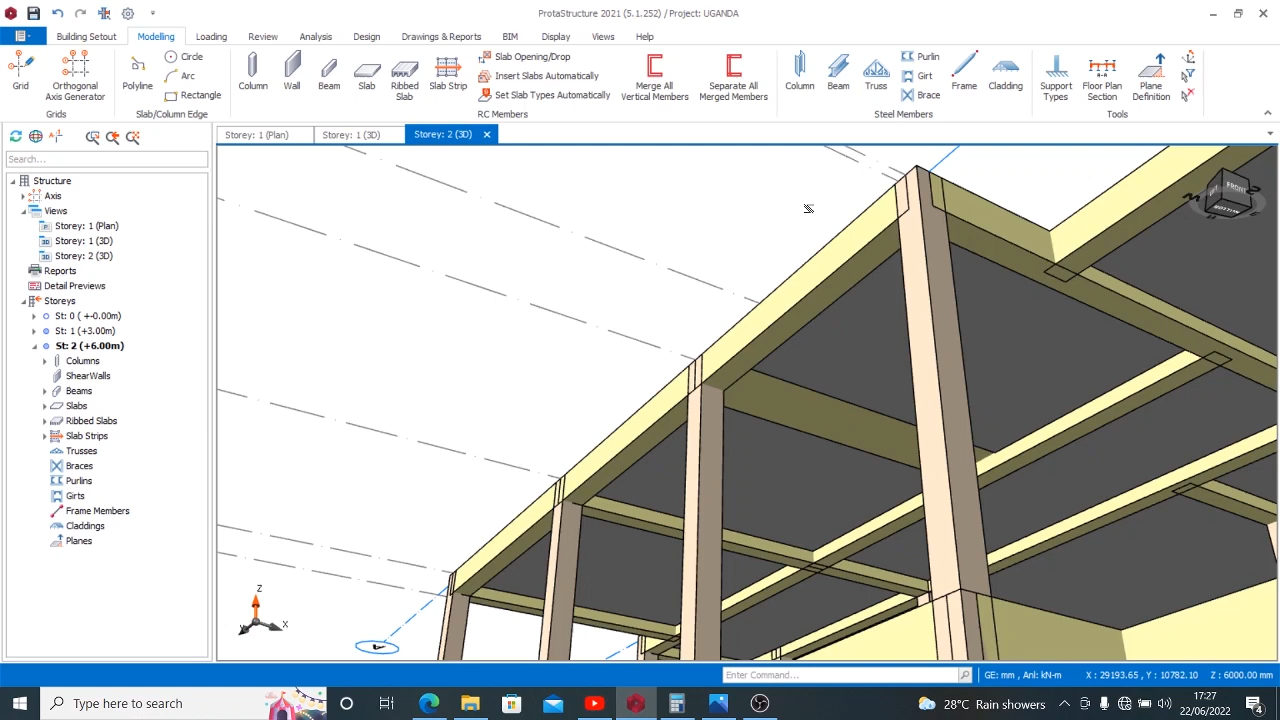 ProtaStructure 2021 (5.1.252) / Project: UGANDA
Building Setout Modelling Loading Review Analysis Design Drawings & Reports BIM Display Views Help
Grid
Orthogonal
Axis Generator
Grids
Polyline
Circle
Arc
Rectangle
Slab/Column Edge
Column
Wall
Beam
Slab
Ribbed
Slab
Slab Strip
Slab Opening/Drop
Insert Slabs Automatically
Set Slab Types Automatically
Merge All
Vertical Members
Separate All
Merged Members
RC Members
Column
Beam
Truss
Purlin
Girt
Brace
Frame
Cladding
Steel Members
Support
Types
Floor Plan
Section
Plane
Definition
Tools
Storey: 1 (Plan)
Storey: 1 (3D)
Storey: 2 (3D)
Search...
Structure
Axis
Views
Storey: 1 (Plan)
Storey: 1 (3D)
Storey: 2 (3D)
Reports
Detail Previews
Storeys
St: 0 ( +-0.00m)
St: 1 (+3.00m)
St: 2 (+6.00m)
Columns
ShearWalls
Beams
Slabs
Ribbed Slabs
Slab Strips
Trusses
Braces
Purlins
Girts
Frame Members
Claddings
Planes
LEFT
FRONT
BOTTOM
Z
X
A
Enter Command...
GE: mm , Anl: kN-m
X : 29193.65 , Y : 10782.10
Z : 6000.00 mm
Type here to search
28°C Rain showers
17:27
22/06/2022
4